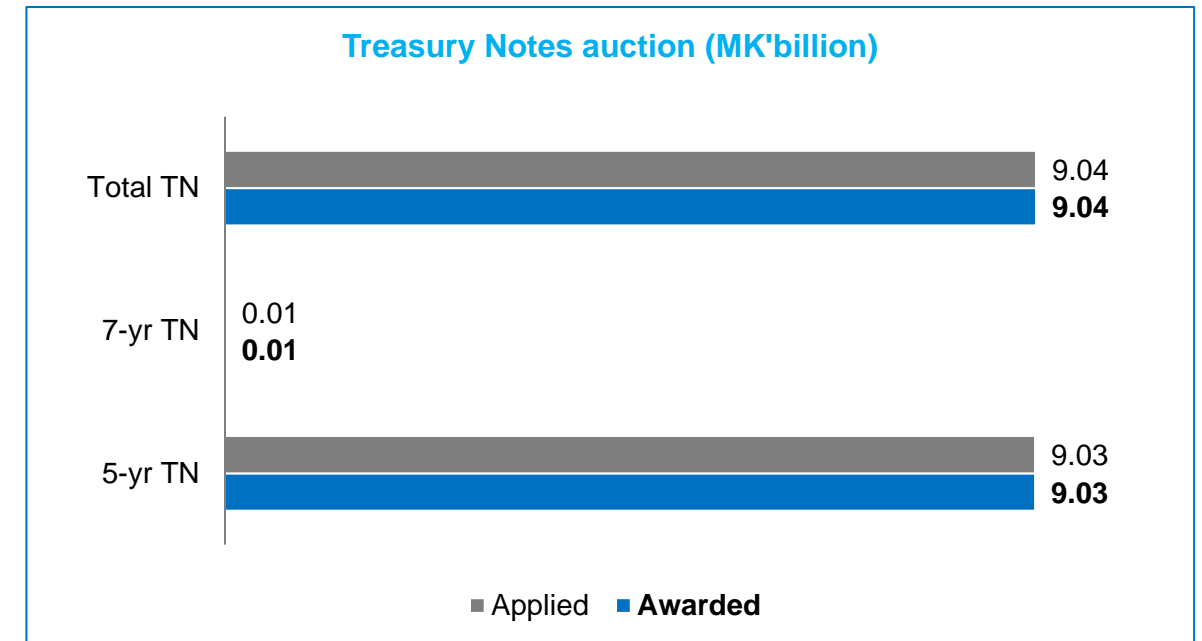 Treasury Notes auction (MK'billion)
Total TN
9.04
9.04
7-yr TN
0.01
0.01
5-yr TN
9.03
9.03
Applied Awarded